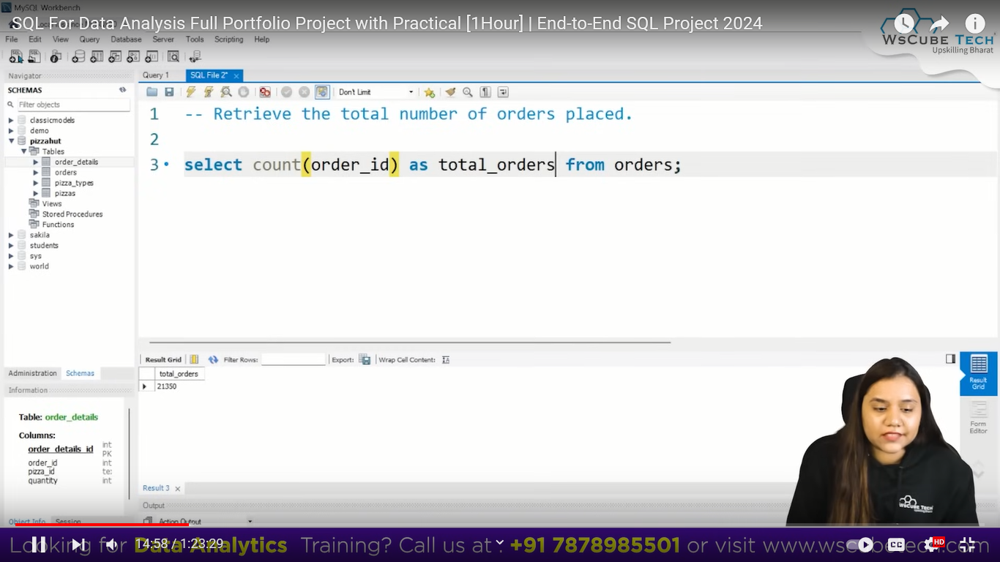 MySQL Workbench
SQL For Data Analysis Full Portfolio Project with Practical [1Hour] | End-to-End SQL Project 2024
WsCube Tech
Upskilling Bharat
File Edit View Query Database Server Tools Scripting Help
Navigator
SCHEMAS
Filter objects
classicmodels
demo
pizzahut
Tables
order_details
orders
pizza_types
pizzas
Views
Stored Procedures
Functions
sakila
students
sys
world
Administration Schemas
Information
Table: order_details
Columns:
order_details_id int
PK
order_id int
pizza_id te
quantity int
Object Info Session
Query 1 SQL File 2*
Don't Limit
1 -- Retrieve the total number of orders placed.
2
3 select count(order_id) as total_orders from orders;
Result Grid Filter Rows: Export: Wrap Cell Content:
total_orders
21350
Result Grid
Form Editor
Result 3
Output
Action Output
WsCube Tech
14:58 / 1:23:29
CC
HD
Looking for Data Analytics Training? Call us at +91 7878985501 or visit www.wscubetech.com